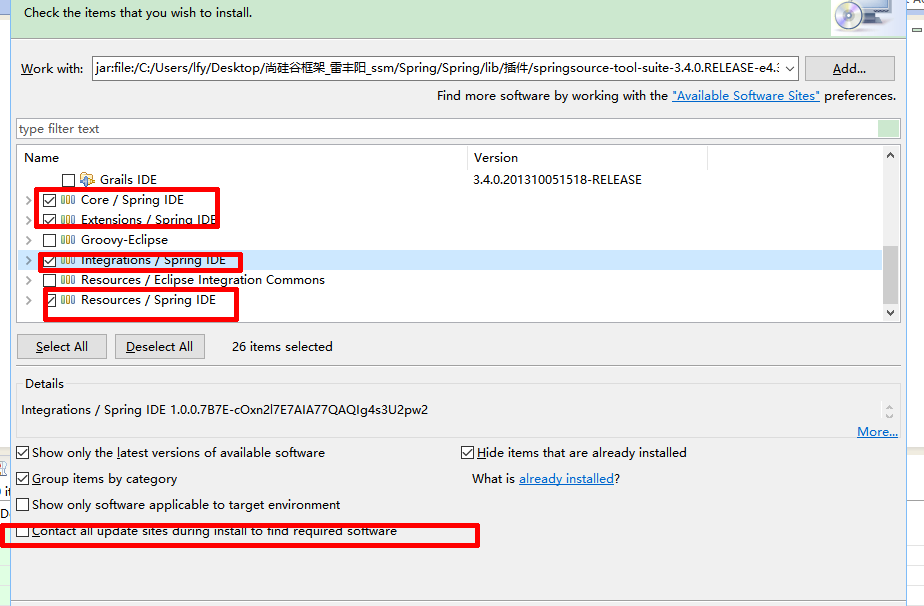 Check the items that you wish to install.
Work with: jar:file:/C:/Users/lfy/Desktop/尚硅谷框架_雷丰阳_ssm/Spring/Spring/lib/插件/springsource-tool-suite-3.4.0.RELEASE-e4.3 Add...
Find more software by working with the "Available Software Sites" preferences.
type filter text
Name Version
Grails IDE 3.4.0.201310051518-RELEASE
Core / Spring IDE
Extensions / Spring IDE
Groovy-Eclipse
Integrations / Spring IDE
Resources / Eclipse Integration Commons
Resources / Spring IDE
Select All Deselect All 26 items selected
Details
Integrations / Spring IDE 1.0.0.7B7E-cOxn2l7E7AIA77QAQIg4s3U2pw2
More...
Show only the latest versions of available software Hide items that are already installed
Group items by category What is already installed?
Show only software applicable to target environment
Contact all update sites during install to find required software